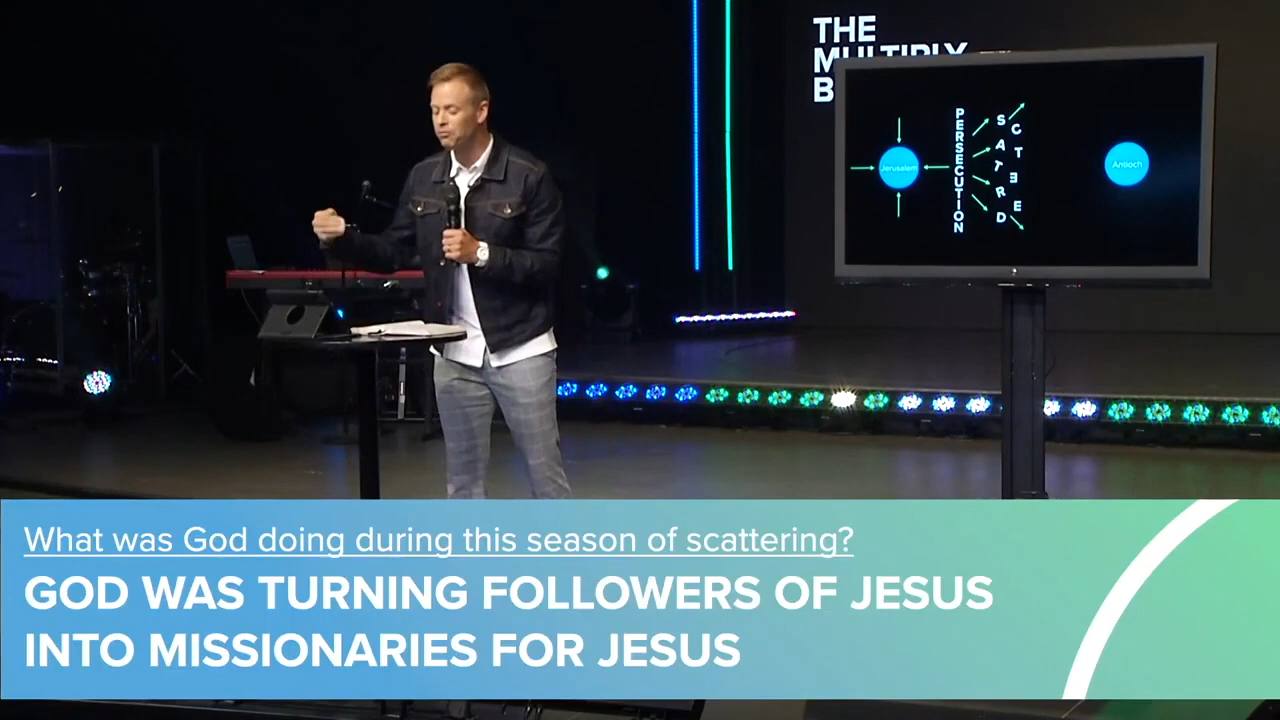 THE
MULTIPLY
B
Jerusalem
PERSECUTION
SCATTERED
Antioch
What was God doing during this season of scattering?
GOD WAS TURNING FOLLOWERS OF JESUS
INTO MISSIONARIES FOR JESUS